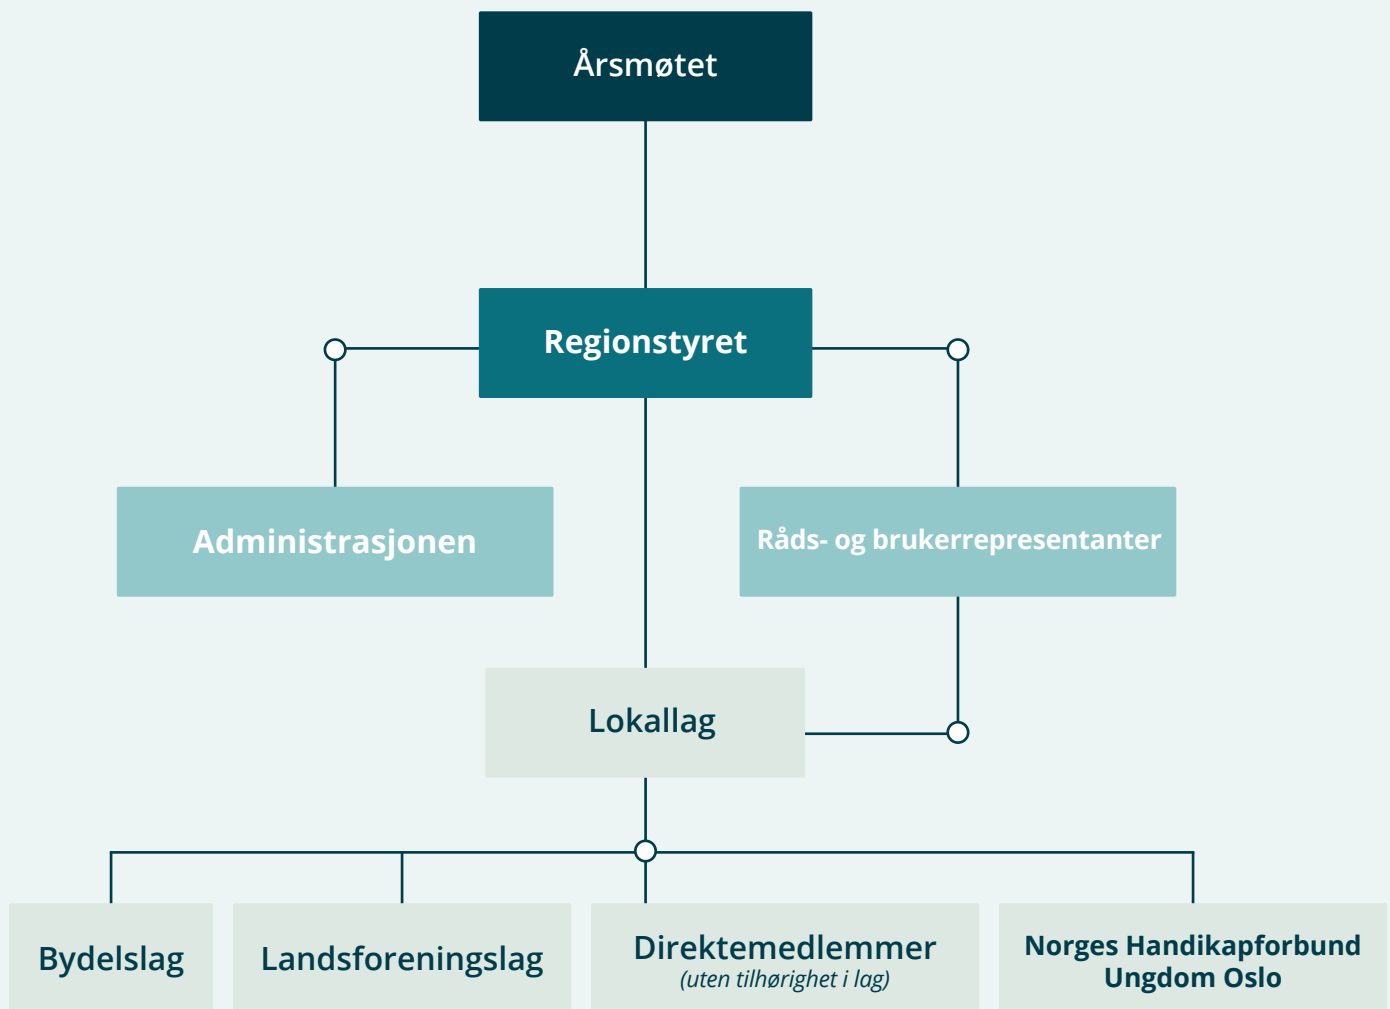 Årsmøtet
Regionstyret
Administrasjonen
Råds- og brukerrepresentanter
Lokallag
Bydelslag
Landsforeningslag
Direktemedlemmer
(uten tilhørighet i lag)
Norges Handikapforbund
Ungdom Oslo